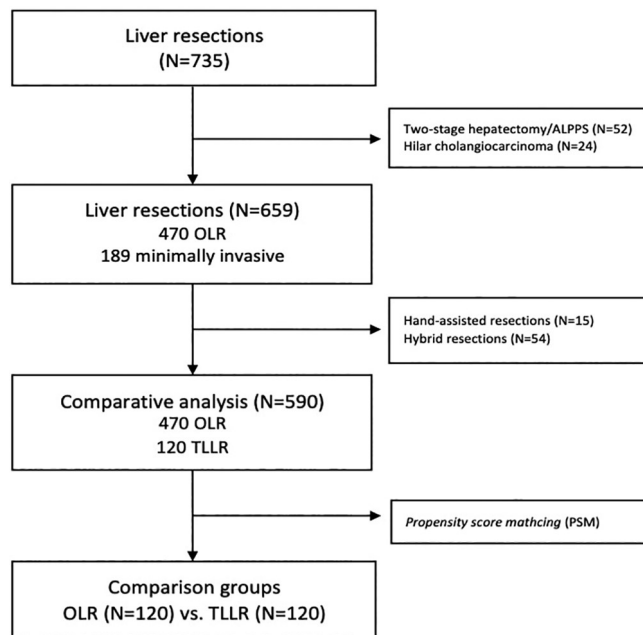 Liver resections
(N=735)
Two-stage hepatectomy/ALPPS (N=52)
Hilar cholangiocarcinoma (N=24)
Liver resections (N=659)
470 OLR
189 minimally invasive
Hand-assisted resections (N=15)
Hybrid resections (N=54)
Comparative analysis (N=590)
470 OLR
120 TLLR
Propensity score mathcing (PSM)
Comparison groups
OLR (N=120) vs. TLLR (N=120)